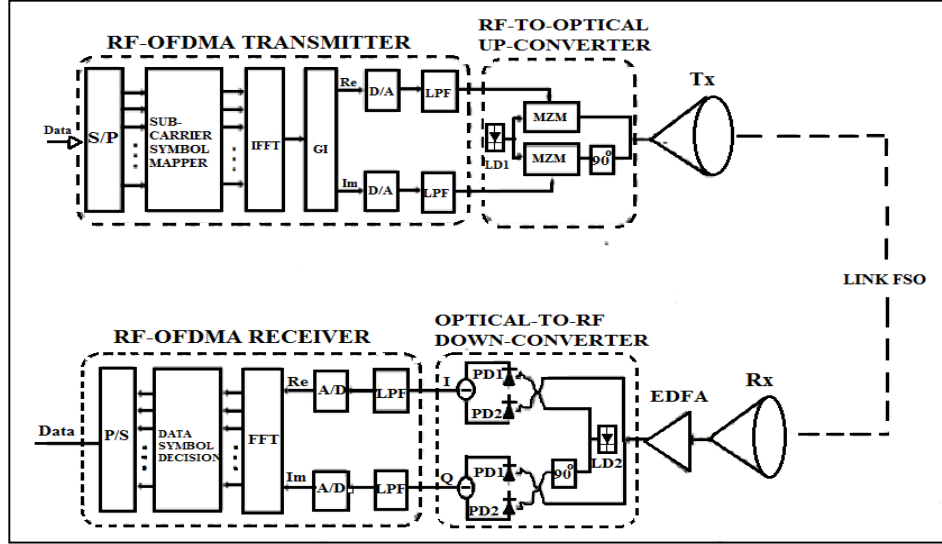 RF-OFDMA TRANSMITTER
RF-TO-OPTICAL
UP-CONVERTER
Data
S/P
SUB-
CARRIER
SYMBOL
MAPPER
IFFT
GI
Re
D/A
LPF
Im
D/A
LPF
LD1
MZM
MZM
90°
Tx
LINK FSO
RF-OFDMA RECEIVER
OPTICAL-TO-RF
DOWN-CONVERTER
Data
P/S
DATA
SYMBOL
DECISION
FFT
Re
A/D
LPF
I
PD1
PD2
Im
A/D
LPF
Q
PD1
PD2
90°
LD2
EDFA
Rx